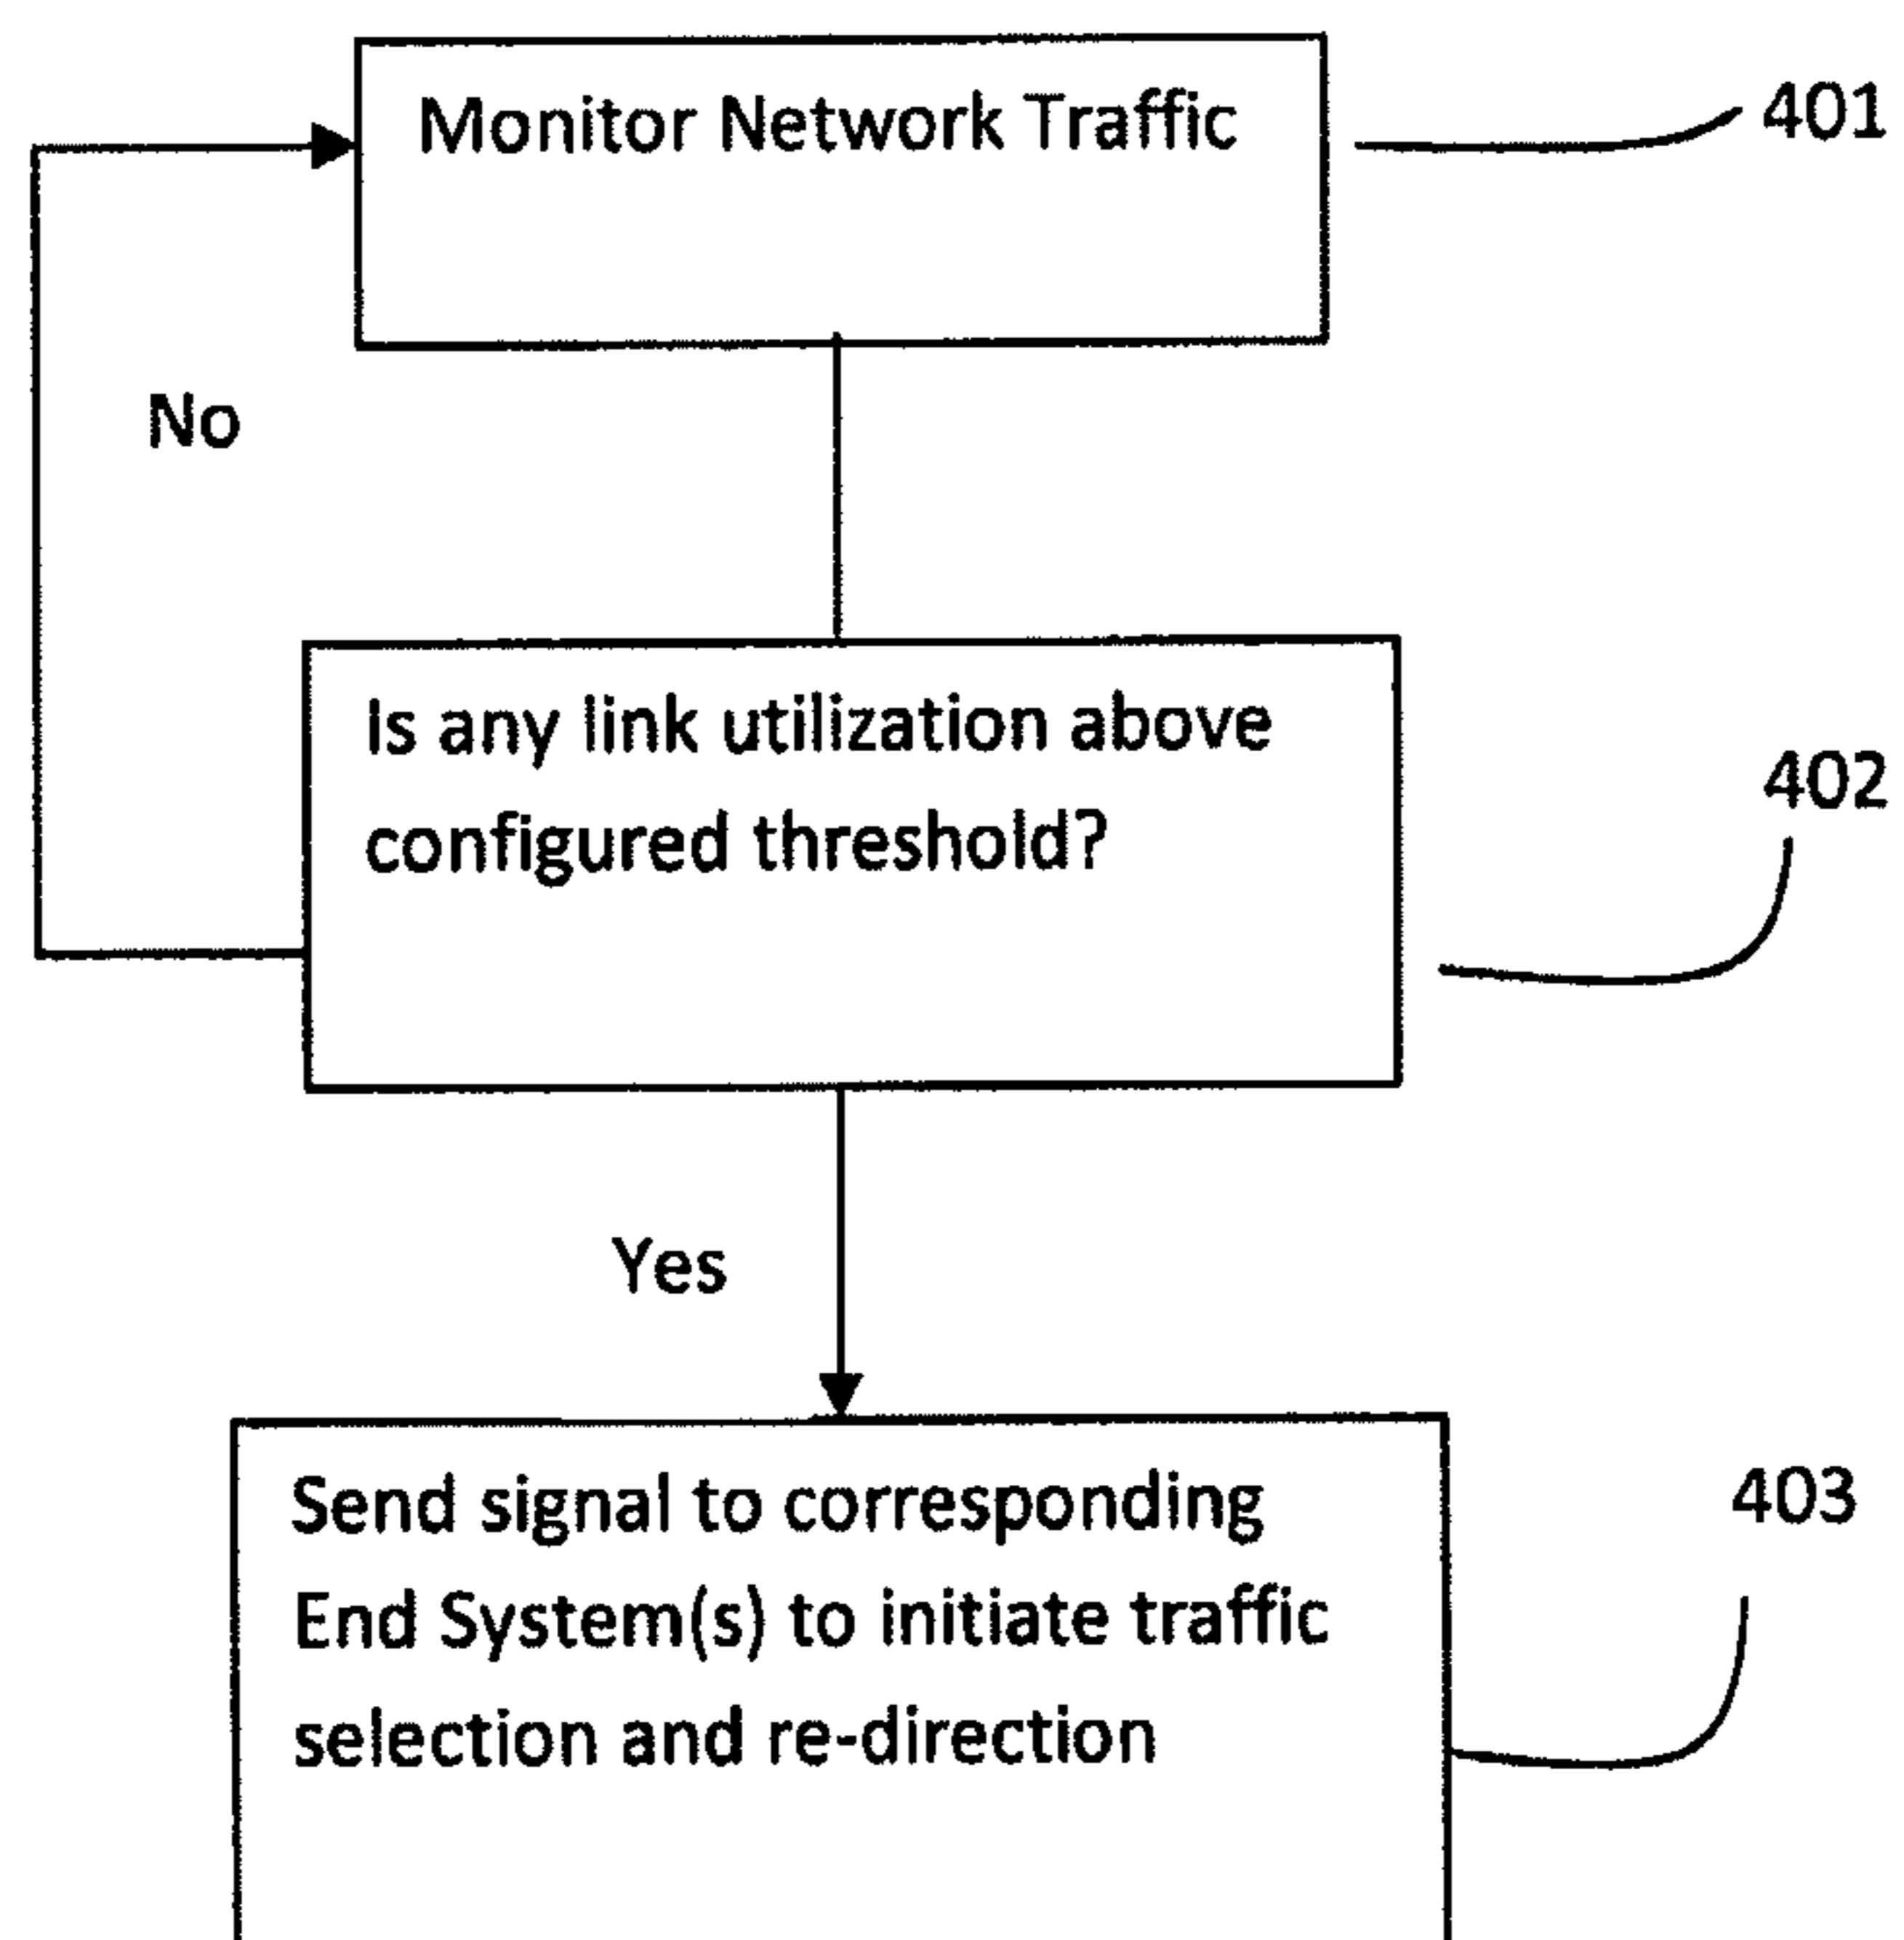 Monitor Network Traffic
401
No
Is any link utilization above
configured threshold?
402
Yes
Send signal to corresponding
End System(s) to initiate traffic
selection and re-direction
403